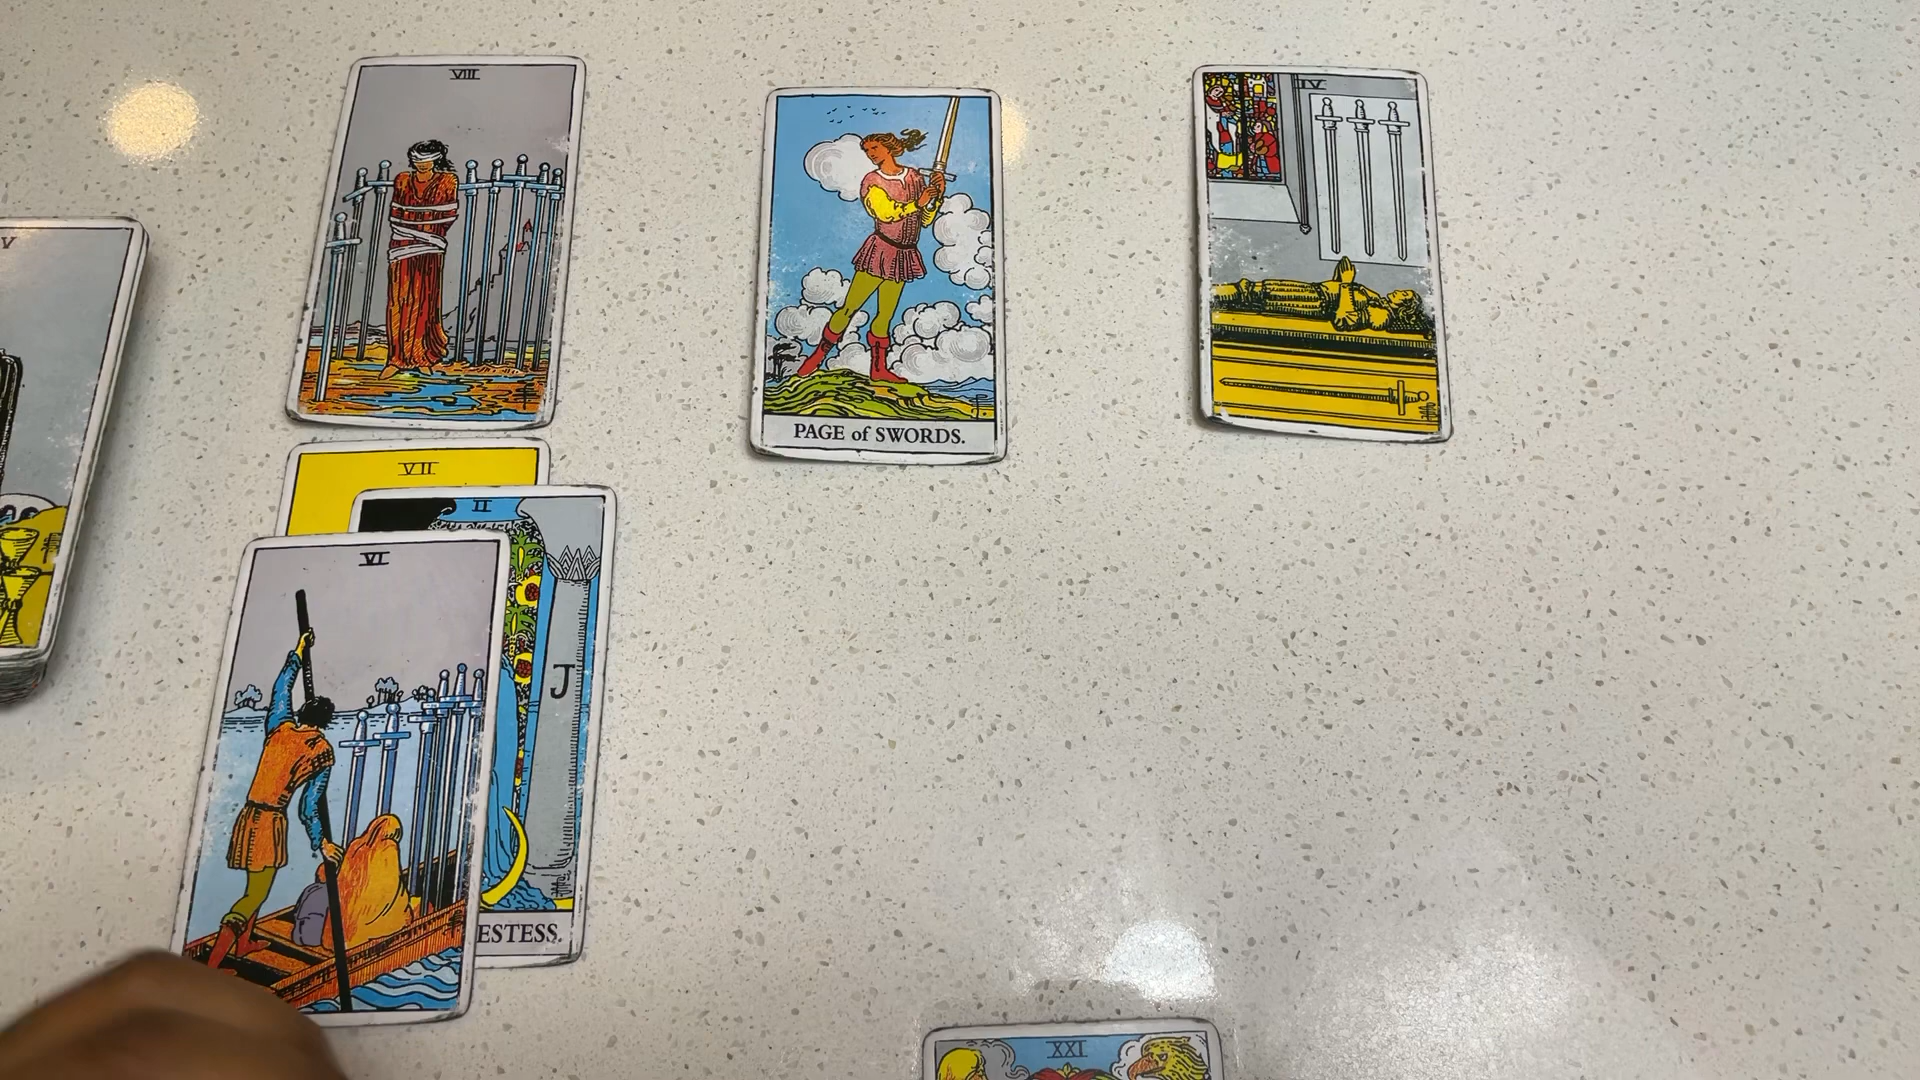 VIII
IV
V
PAGE of SWORDS.
VII
II
VI
J
ESTESS.
XXI